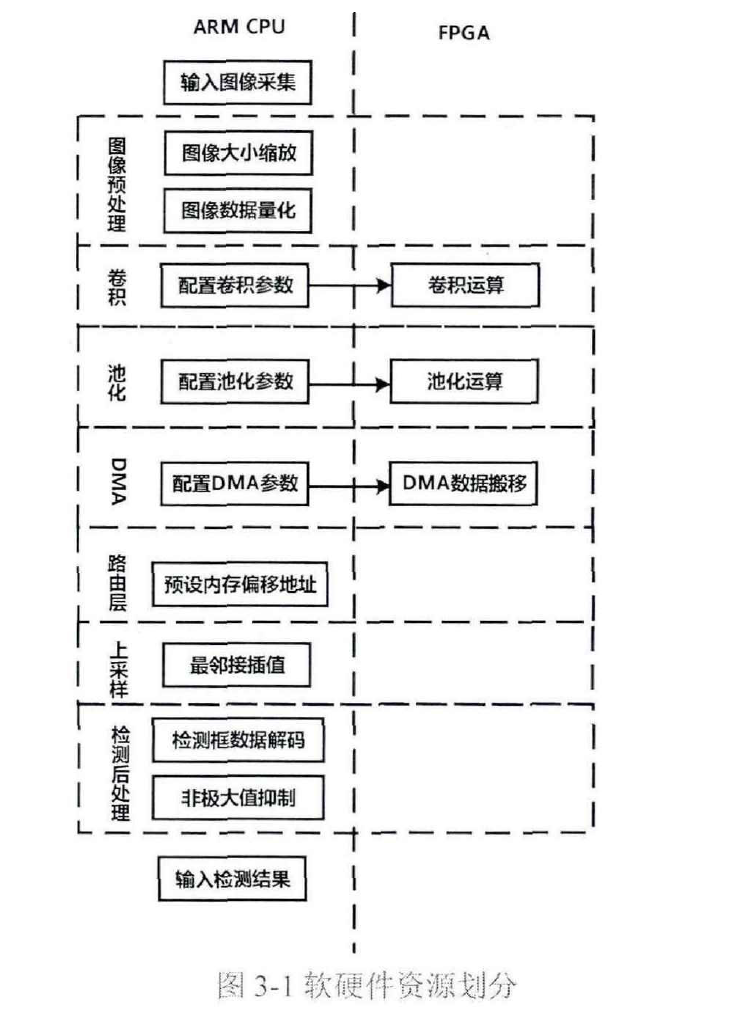 ARM CPU
FPGA
输入图像采集
图像预处理
图像大小缩放
图像数据量化
卷积
配置卷积参数
卷积运算
池化
配置池化参数
池化运算
DMA
配置DMA参数
DMA数据搬移
路由层
预设内存偏移地址
上采样
最邻接插值
检测后处理
检测框数据解码
非极大值抑制
输入检测结果
图 3-1 软硬件资源划分